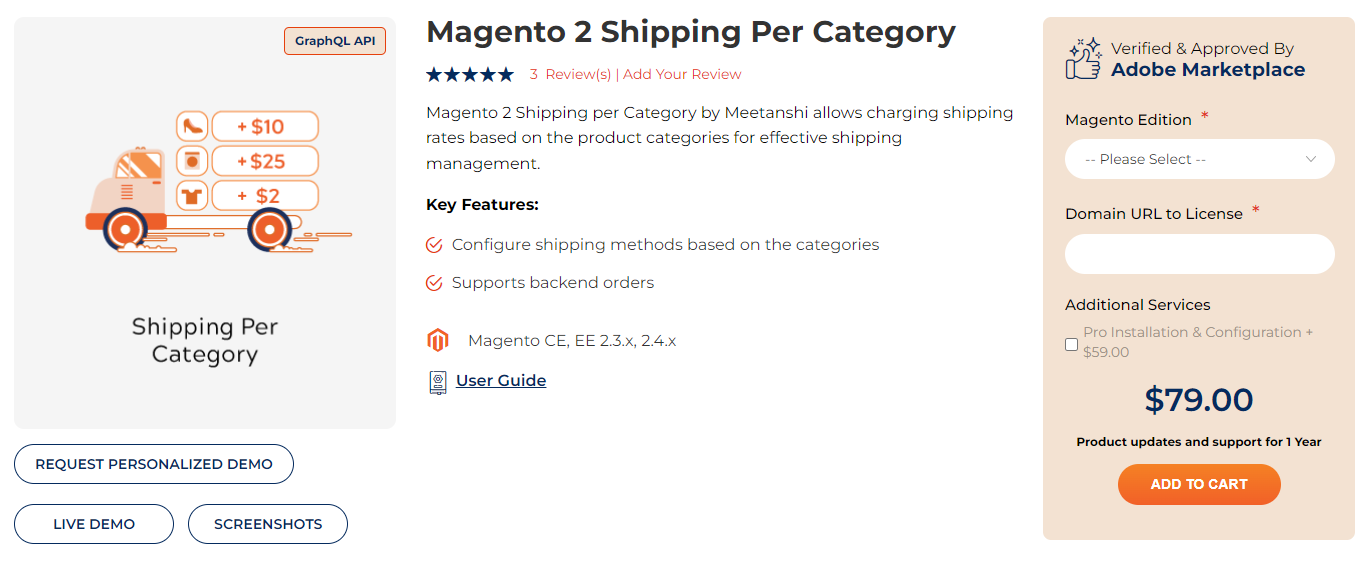 GraphQL API
+ $10
+ $25
+ $2
Shipping Per
Category
REQUEST PERSONALIZED DEMO
LIVE DEMO
SCREENSHOTS
Magento 2 Shipping Per Category
3 Review(s) | Add Your Review
Magento 2 Shipping per Category by Meetanshi allows charging shipping
rates based on the product categories for effective shipping
management.
Key Features:
Configure shipping methods based on the categories
Supports backend orders
Magento CE, EE 2.3.x, 2.4.x
User Guide
Verified & Approved By
Adobe Marketplace
Magento Edition *
-- Please Select --
Domain URL to License *
Additional Services
Pro Installation & Configuration +
$59.00
$79.00
Product updates and support for 1 Year
ADD TO CART